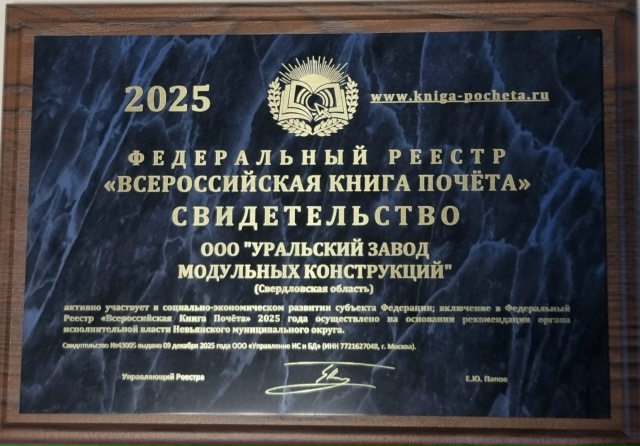 2025
www.kniga-pocheta.ru
ФЕДЕРАЛЬНЫЙ РЕЕСТР
«ВСЕРОССИЙСКАЯ КНИГА ПОЧЁТА»
СВИДЕТЕЛЬСТВО
ООО "УРАЛЬСКИЙ ЗАВОД
МОДУЛЬНЫХ КОНСТРУКЦИЙ"
(Свердловская область)
активно участвует в социально-экономическом развитии субъекта Федерации; включение в Федеральный
Реестр «Всероссийская Книга Почёта» 2025 года осуществлено на основании рекомендации органа
исполнительной власти Невьянского муниципального округа.
Свидетельство №43005 выдано 09 декабря 2025 года ООО «Управление ИС и БД» (ИНН 7721627048, г. Москва).
Управляющий Реестра
Е.Ю. Попов